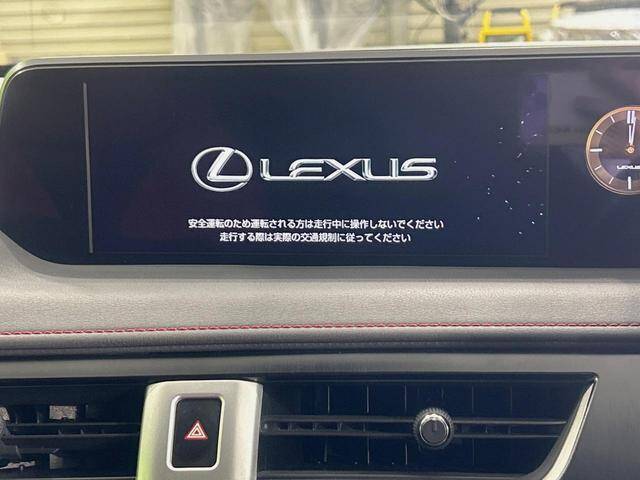 LEXUS
安全運転のため運転される方は走行中に操作しないでください
走行する際は実際の交通規制に従ってください
LEXUS